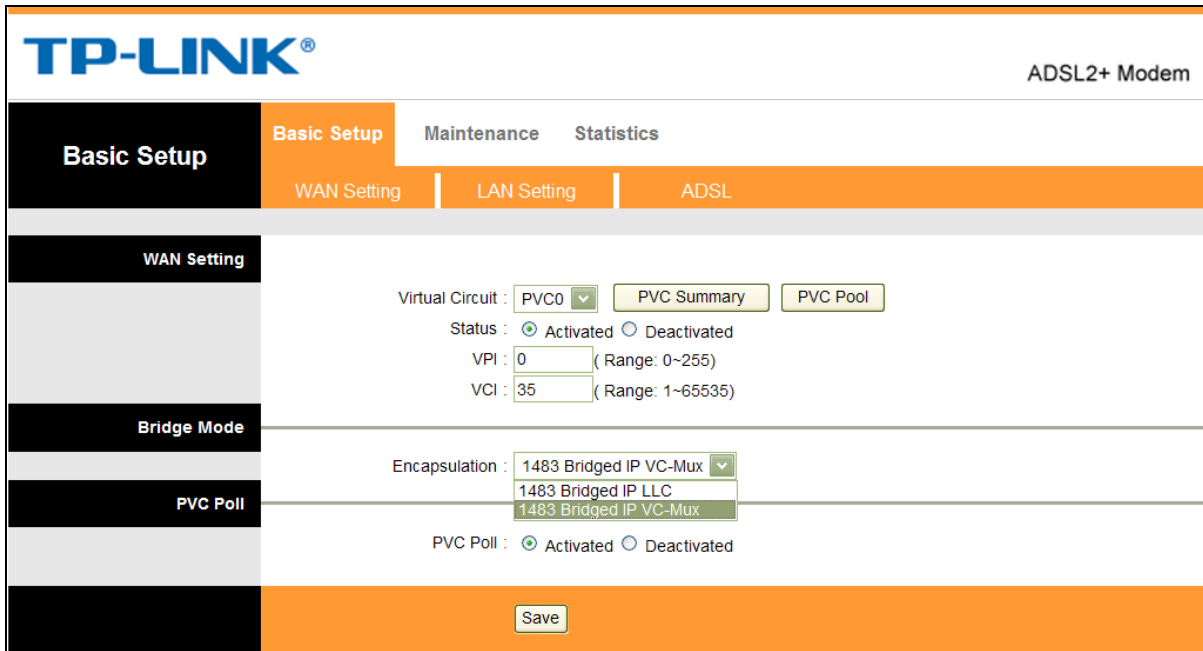 TP-LINK®
ADSL2+ Modem
Basic Setup
Basic Setup Maintenance Statistics
WAN Setting LAN Setting ADSL
WAN Setting
Virtual Circuit : PVC0 PVC Summary PVC Pool
Status : Activated Deactivated
VPI : 0 ( Range: 0~255)
VCI : 35 ( Range: 1~65535)
Bridge Mode
Encapsulation : 1483 Bridged IP VC-Mux
1483 Bridged IP LLC
1483 Bridged IP VC-Mux
PVC Poll
PVC Poll : Activated Deactivated
Save